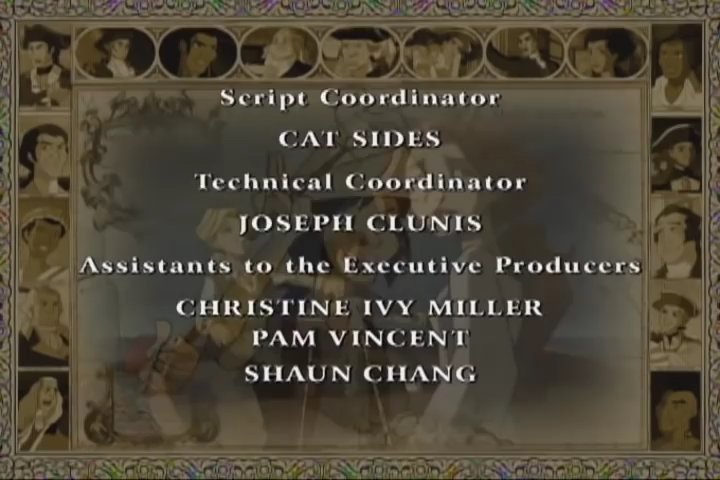 Script Coordinator
CAT SIDES
Technical Coordinator
JOSEPH CLUNIS
Assistants to the Executive Producers
CHRISTINE IVY MILLER
PAM VINCENT
SHAUN CHANG